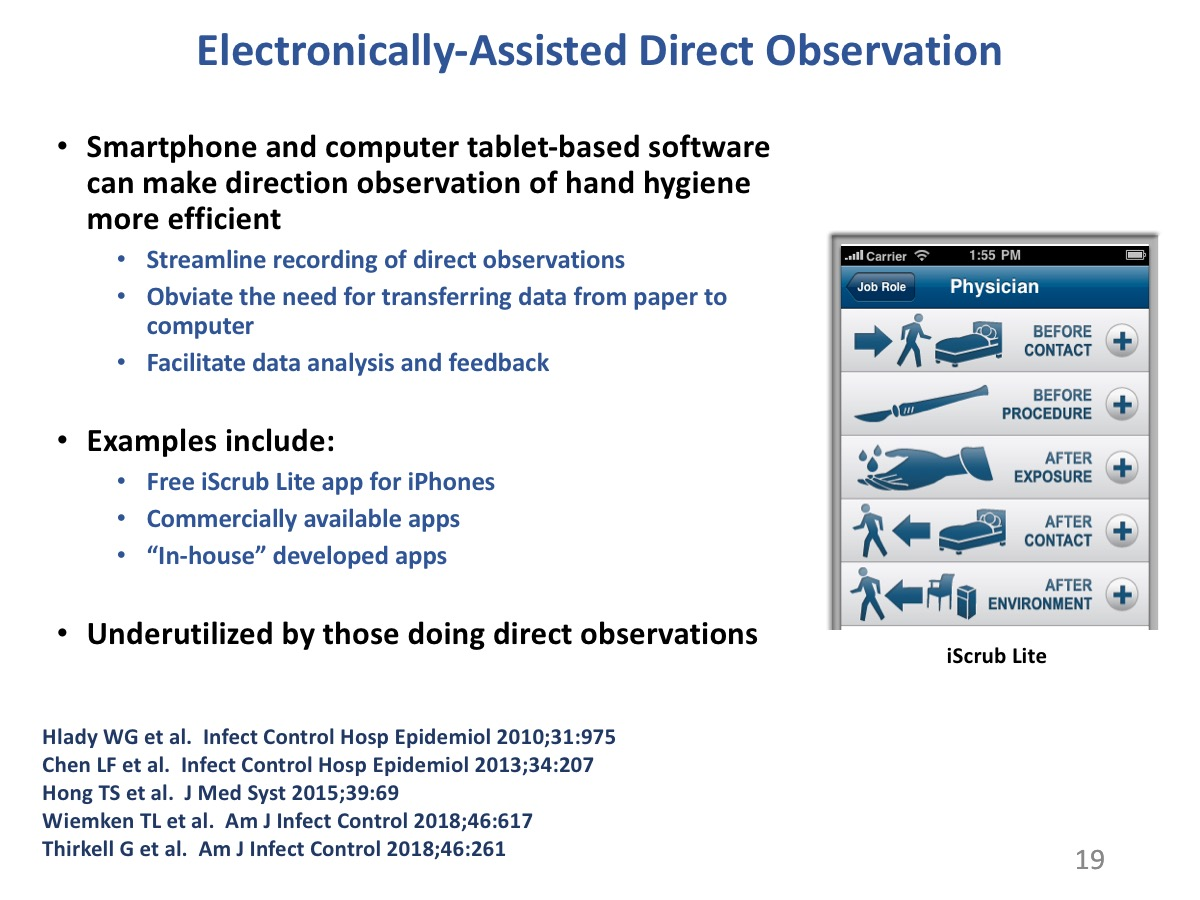 Electronically-Assisted Direct Observation
• Smartphone and computer tablet-based software
can make direction observation of hand hygiene
more efficient
• Streamline recording of direct observations
• Obviate the need for transferring data from paper to
computer
• Facilitate data analysis and feedback
• Examples include:
• Free iScrub Lite app for iPhones
• Commercially available apps
• “In-house” developed apps
• Underutilized by those doing direct observations
Carrier 1:55 PM
Job Role Physician
BEFORE
CONTACT
BEFORE
PROCEDURE
AFTER
EXPOSURE
AFTER
CONTACT
AFTER
ENVIRONMENT
iScrub Lite
Hlady WG et al.  Infect Control Hosp Epidemiol 2010;31:975
Chen LF et al.  Infect Control Hosp Epidemiol 2013;34:207
Hong TS et al.  J Med Syst 2015;39:69
Wiemken TL et al.  Am J Infect Control 2018;46:617
Thirkell G et al.  Am J Infect Control 2018;46:261
19